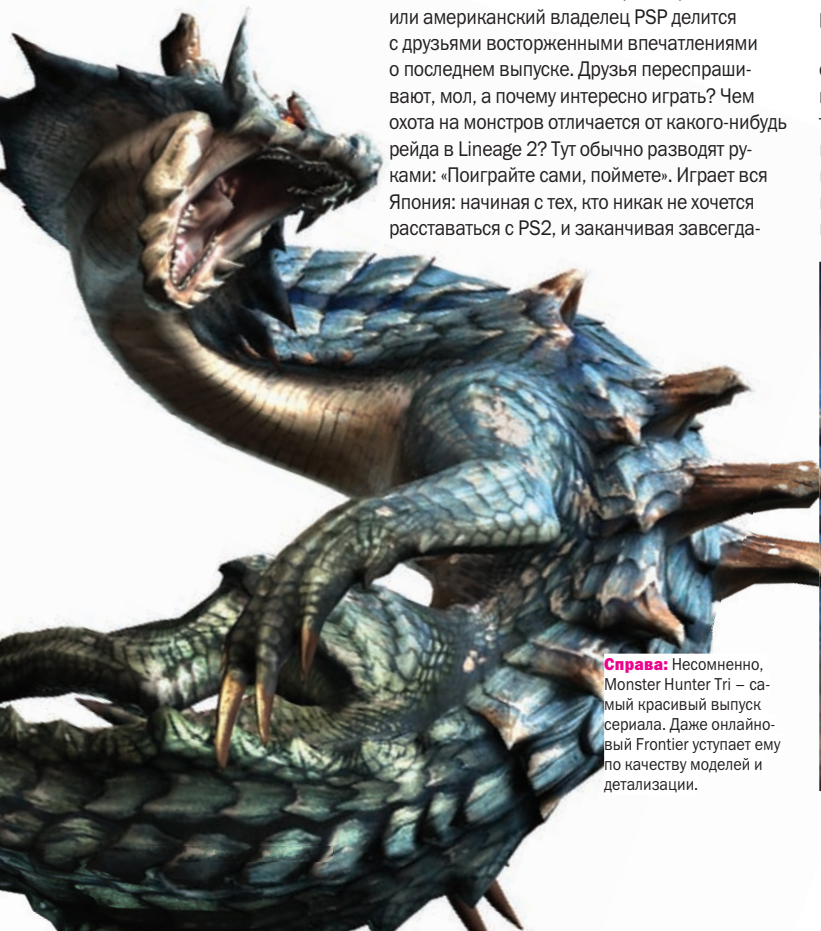 или американский владелец PSP делится
с друзьями восторженными впечатлениями
о последнем выпуске. Друзья переспраши-
вают, мол, а почему интересно играть? Чем
охота на монстров отличается от какого-нибудь
рейда в Lineage 2? Тут обычно разводят ру-
ками: «Поиграйте сами, поймете». Играет вся
Япония: начиная с тех, кто никак не хочется
расставаться с PS2, и заканчивая завсегда-
Справа: Несомненно,
Monster Hunter Tri – са-
мый красивый выпуск
сериала. Даже онлайно-
вый Frontier уступает ему
по качеству моделей и
детализации.